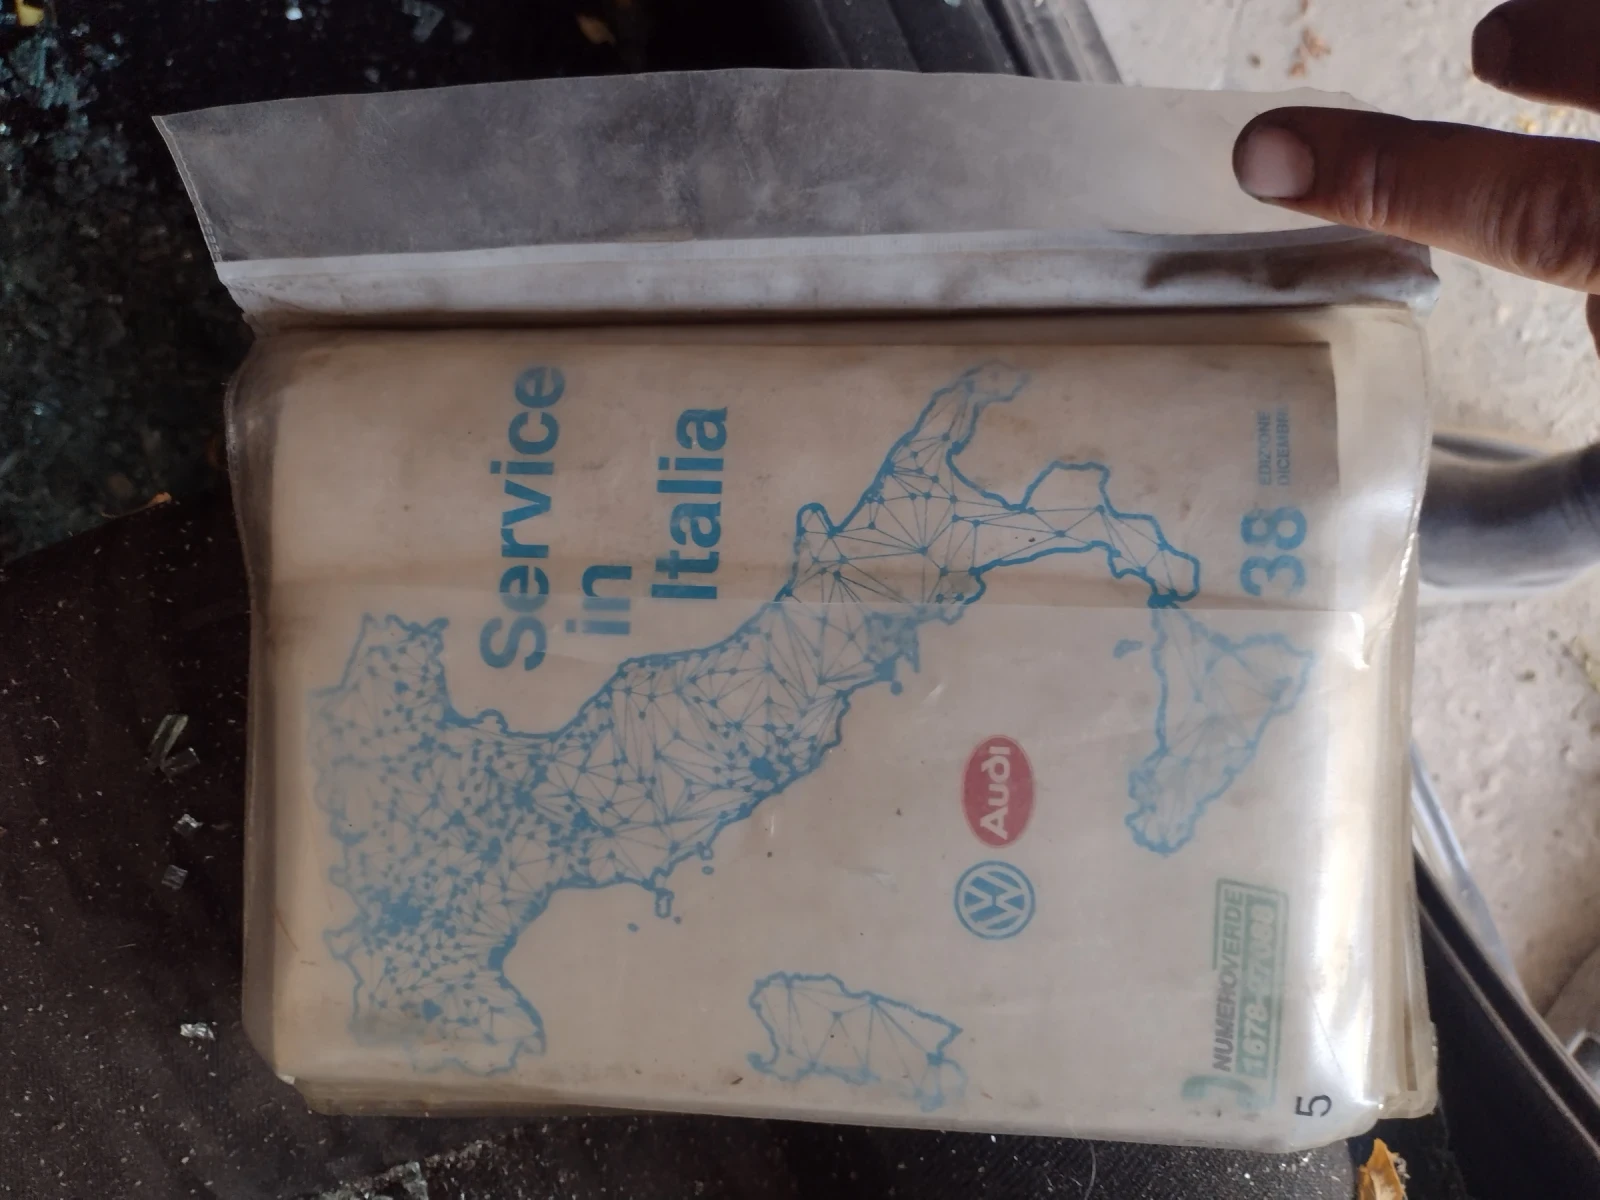 Service
in
Italia
38
EDIZIONE
DICEMBRE
Audi
NUMEROVERDE
5